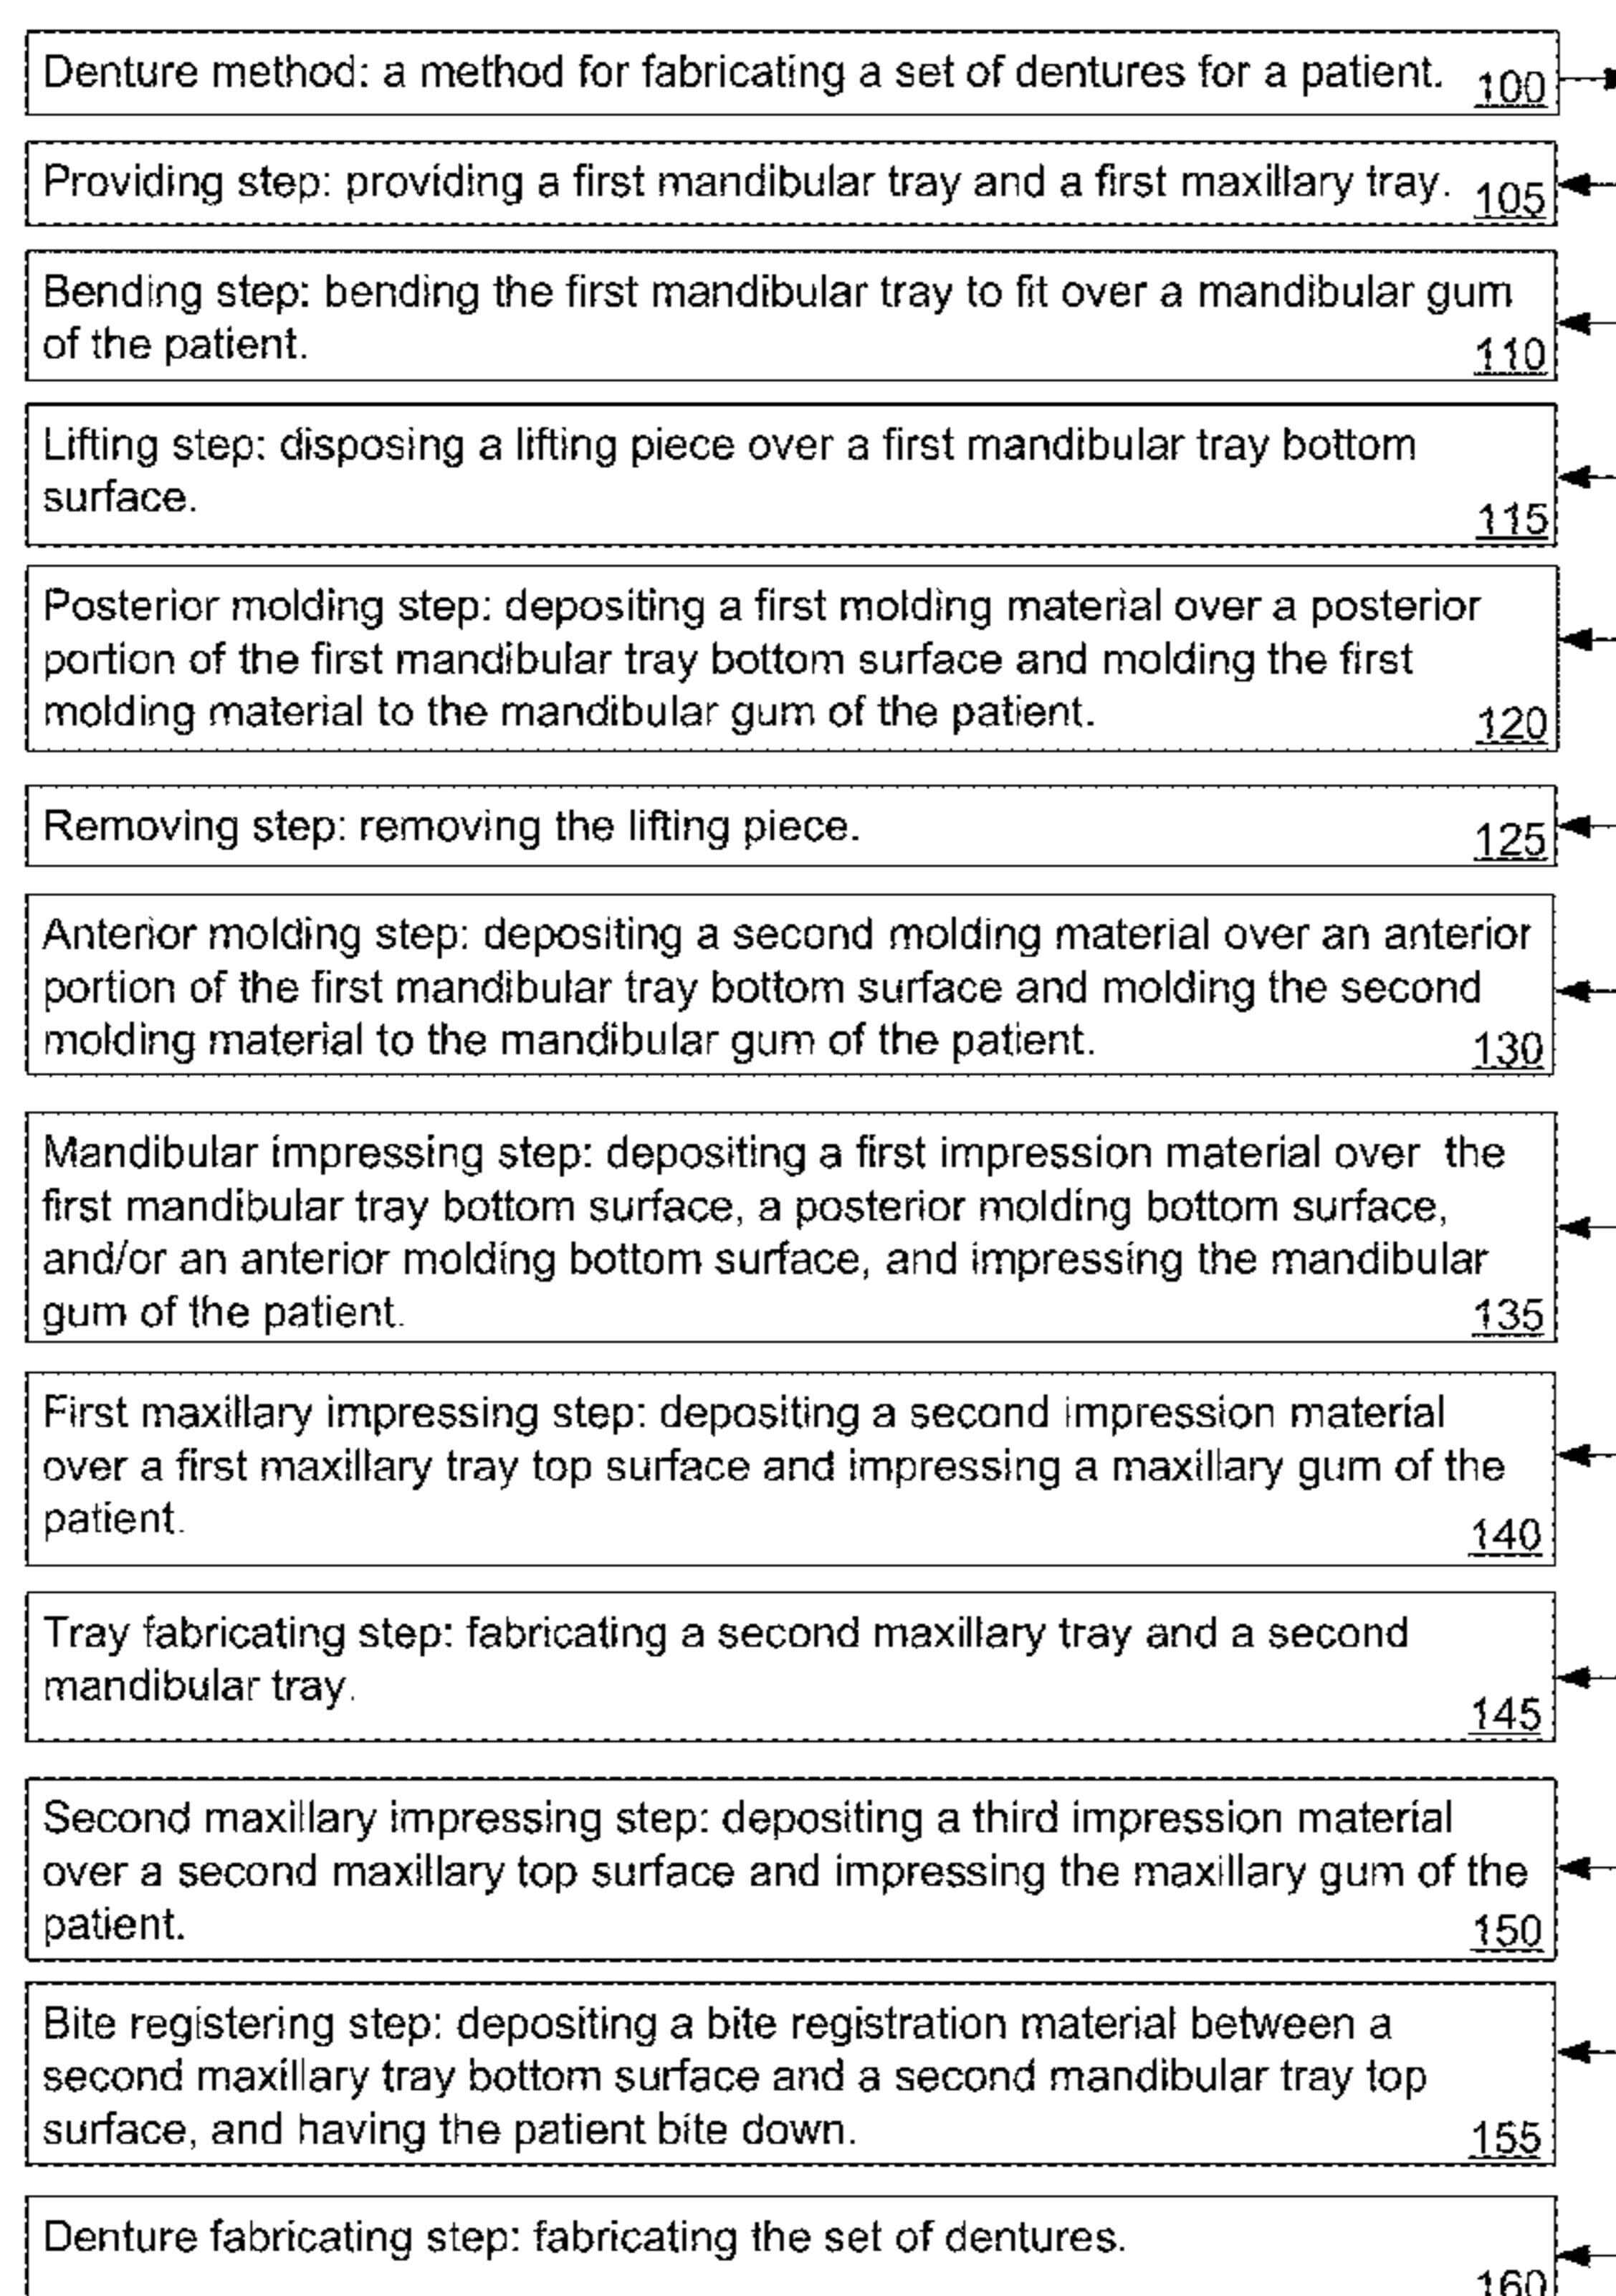 Denture method: a method for fabricating a set of dentures for a patient. 100
Providing step: providing a first mandibular tray and a first maxillary tray. 105
Bending step: bending the first mandibular tray to fit over a mandibular gum
of the patient. 110
Lifting step: disposing a lifting piece over a first mandibular tray bottom
surface.
115
Posterior molding step: depositing a first molding material over a posterior
portion of the first mandibular tray bottom surface and molding the first
molding material to the mandibular gum of the patient. 120
Removing step: removing the lifting piece. 125
Anterior molding step: depositing a second molding material over an anterior
portion of the first mandibular tray bottom surface and molding the second
molding material to the mandibular gum of the patient. 130
Mandibular impressing step: depositing a first impression material over the
first mandibular tray bottom surface, a posterior molding bottom surface,
and/or an anterior molding bottom surface, and impressing the mandibular
gum of the patient. 135
First maxillary impressing step: depositing a second impression material
over a first maxillary tray top surface and impressing a maxillary gum of the
patient. 140
Tray fabricating step: fabricating a second maxillary tray and a second
mandibular tray.
145
Second maxillary impressing step: depositing a third impression material
over a second maxillary top surface and impressing the maxillary gum of the
patient. 150
Bite registering step: depositing a bite registration material between a
second maxillary tray bottom surface and a second mandibular tray top
surface, and having the patient bite down. 155
Denture fabricating step: fabricating the set of dentures.
160